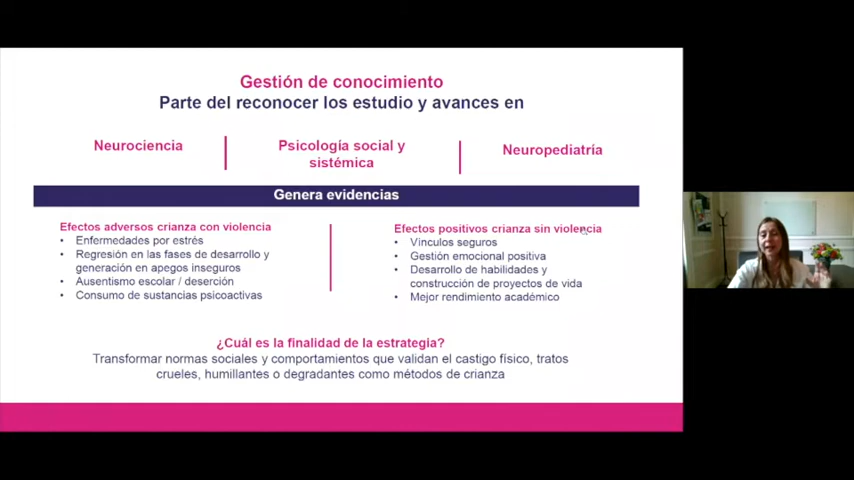 Gestión de conocimiento
Parte del reconocer los estudio y avances en
Neurociencia
Psicología social y
sistémica
Neuropediatría
Genera evidencias
Efectos adversos crianza con violencia
• Enfermedades por estrés
• Regresión en las fases de desarrollo y
generación en apegos inseguros
• Ausentismo escolar / deserción
• Consumo de sustancias psicoactivas
Efectos positivos crianza sin violencia
• Vínculos seguros
• Gestión emocional positiva
• Desarrollo de habilidades y
construcción de proyectos de vida
• Mejor rendimiento académico
¿Cuál es la finalidad de la estrategia?
Transformar normas sociales y comportamientos que validan el castigo físico, tratos
crueles, humillantes o degradantes como métodos de crianza